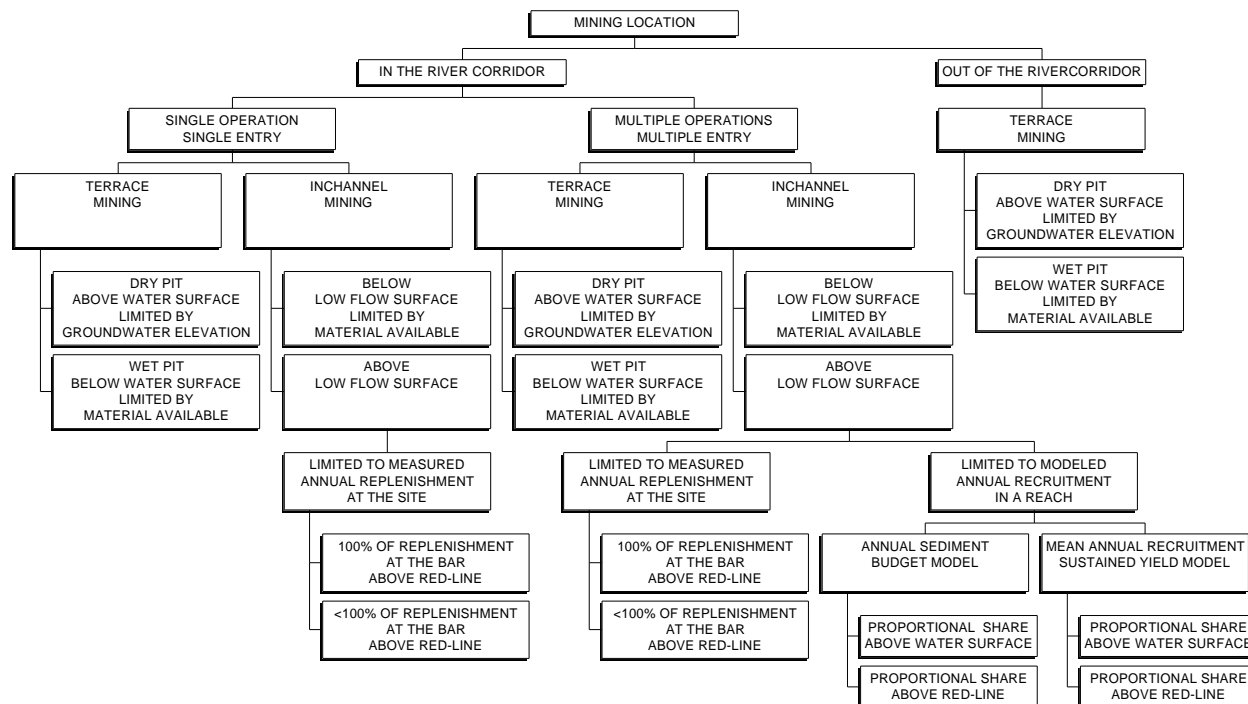 MINING LOCATION
IN THE RIVER CORRIDOR
OUT OF THE RIVERCORRIDOR
SINGLE OPERATION
SINGLE ENTRY
MULTIPLE OPERATIONS
MULTIPLE ENTRY
TERRACE
MINING
TERRACE
MINING
INCHANNEL
MINING
TERRACE
MINING
INCHANNEL
MINING
DRY PIT
ABOVE WATER SURFACE
LIMITED BY
GROUNDWATER ELEVATION
WET PIT
BELOW WATER SURFACE
LIMITED BY
MATERIAL AVAILABLE
DRY PIT
ABOVE WATER SURFACE
LIMITED BY
GROUNDWATER ELEVATION
BELOW
LOW FLOW SURFACE
LIMITED BY
MATERIAL AVAILABLE
DRY PIT
ABOVE WATER SURFACE
LIMITED BY
GROUNDWATER ELEVATION
BELOW
LOW FLOW SURFACE
LIMITED BY
MATERIAL AVAILABLE
WET PIT
BELOW WATER SURFACE
LIMITED BY
MATERIAL AVAILABLE
ABOVE
LOW FLOW SURFACE
WET PIT
BELOW WATER SURFACE
LIMITED BY
MATERIAL AVAILABLE
ABOVE
LOW FLOW SURFACE
LIMITED TO MEASURED
ANNUAL REPLENISHMENT
AT THE SITE
LIMITED TO MEASURED
ANNUAL REPLENISHMENT
AT THE SITE
LIMITED TO MODELED
ANNUAL RECRUITMENT
IN A REACH
100% OF REPLENISHMENT
AT THE BAR
ABOVE RED-LINE
100% OF REPLENISHMENT
AT THE BAR
ABOVE RED-LINE
ANNUAL SEDIMENT
BUDGET MODEL
MEAN ANNUAL RECRUITMENT
SUSTAINED YIELD MODEL
<100% OF REPLENISHMENT
AT THE BAR
ABOVE RED-LINE
<100% OF REPLENISHMENT
AT THE BAR
ABOVE RED-LINE
PROPORTIONAL SHARE
ABOVE WATER SURFACE
PROPORTIONAL SHARE
ABOVE WATER SURFACE
PROPORTIONAL SHARE
ABOVE RED-LINE
PROPORTIONAL SHARE
ABOVE RED-LINE